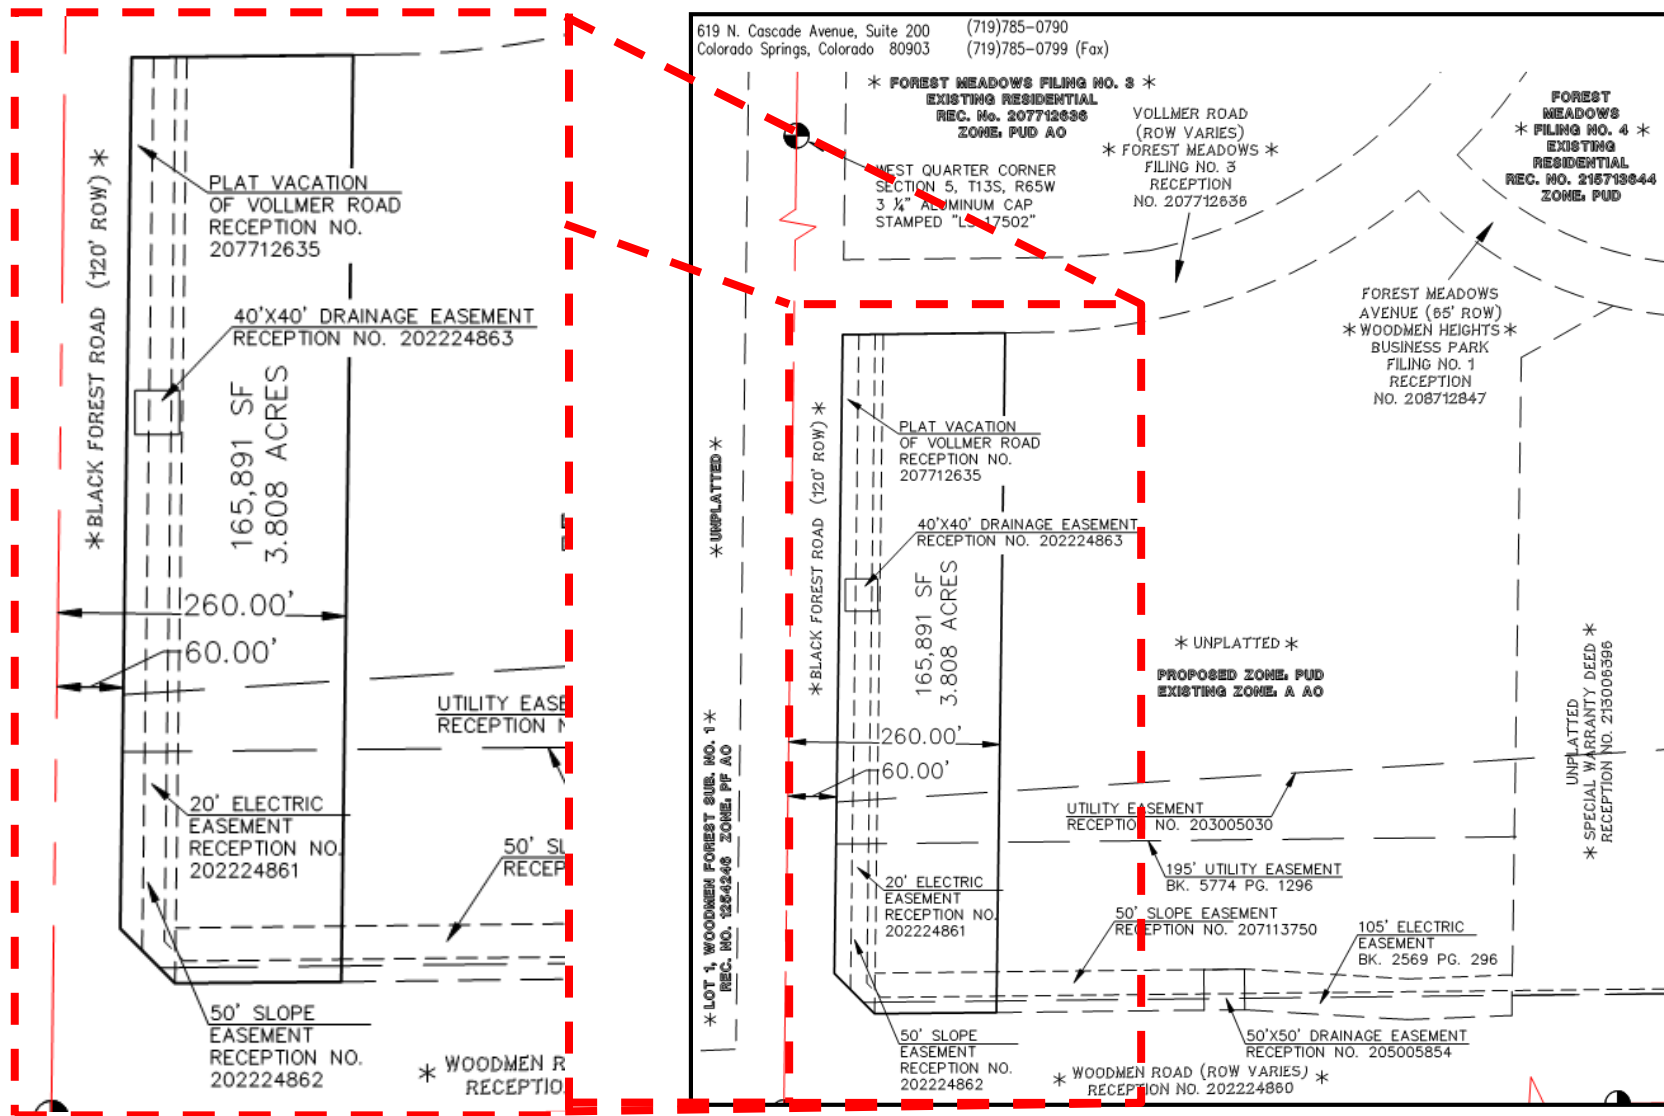 *BLACK FOREST ROAD (120' ROW)*
PLAT VACATION
OF VOLLMER ROAD
RECEPTION NO.
207712635
40'X40' DRAINAGE EASEMENT
RECEPTION NO. 202224863
165,891 SF
3.808 ACRES
260.00'
60.00'
UTILITY EASE
RECEPTION
20' ELECTRIC
EASEMENT
RECEPTION NO.
202224861
50' SL
RECEP
50' SLOPE
EASEMENT
RECEPTION NO.
202224862
* WOODMEN R
RECEPTIO
619 N. Cascade Avenue, Suite 200 (719)785-0790
Colorado Springs, Colorado 80903 (719)785-0799 (Fax)
* FOREST MEADOWS FILING NO. 3 *
EXISTING RESIDENTIAL
REC. No. 207712636
ZONE: PUD AO
WEST QUARTER CORNER
SECTION 5, T13S, R65W
3 ¼" ALUMINUM CAP
STAMPED "LS 17502"
VOLLMER ROAD
(ROW VARIES)
* FOREST MEADOWS *
FILING NO. 3
RECEPTION
NO. 207712636
FOREST
MEADOWS
* FILING NO. 4 *
EXISTING
RESIDENTIAL
REC. NO. 215713644
ZONE: PUD
FOREST MEADOWS
AVENUE (65' ROW)
*WOODMEN HEIGHTS*
BUSINESS PARK
FILING NO. 1
RECEPTION
NO. 208712847
*UNPLATTED*
*LOT 1, WOODMEN FOREST SUB. NO. 1*
REC. NO. 1254246 ZONE: PF AO
*BLACK FOREST ROAD (120' ROW)*
PLAT VACATION
OF VOLLMER ROAD
RECEPTION NO.
207712635
40'X40' DRAINAGE EASEMENT
RECEPTION NO. 202224863
165,891 SF
3.808 ACRES
260.00'
60.00'
* UNPLATTED *
PROPOSED ZONE: PUD
EXISTING ZONE: A AO
UNPLATTED
* SPECIAL WARRANTY DEED *
RECEPTION NO. 213006396
UTILITY EASEMENT
RECEPTION NO. 203005030
195' UTILITY EASEMENT
BK. 5774 PG. 1296
20' ELECTRIC
EASEMENT
RECEPTION NO.
202224861
50' SLOPE EASEMENT
RECEPTION NO. 207113750
105' ELECTRIC
EASEMENT
BK. 2569 PG. 296
50' SLOPE
EASEMENT
RECEPTION NO.
202224862
50'X50' DRAINAGE EASEMENT
RECEPTION NO. 205005854
* WOODMEN ROAD (ROW VARIES) *
RECEPTION NO. 202224860